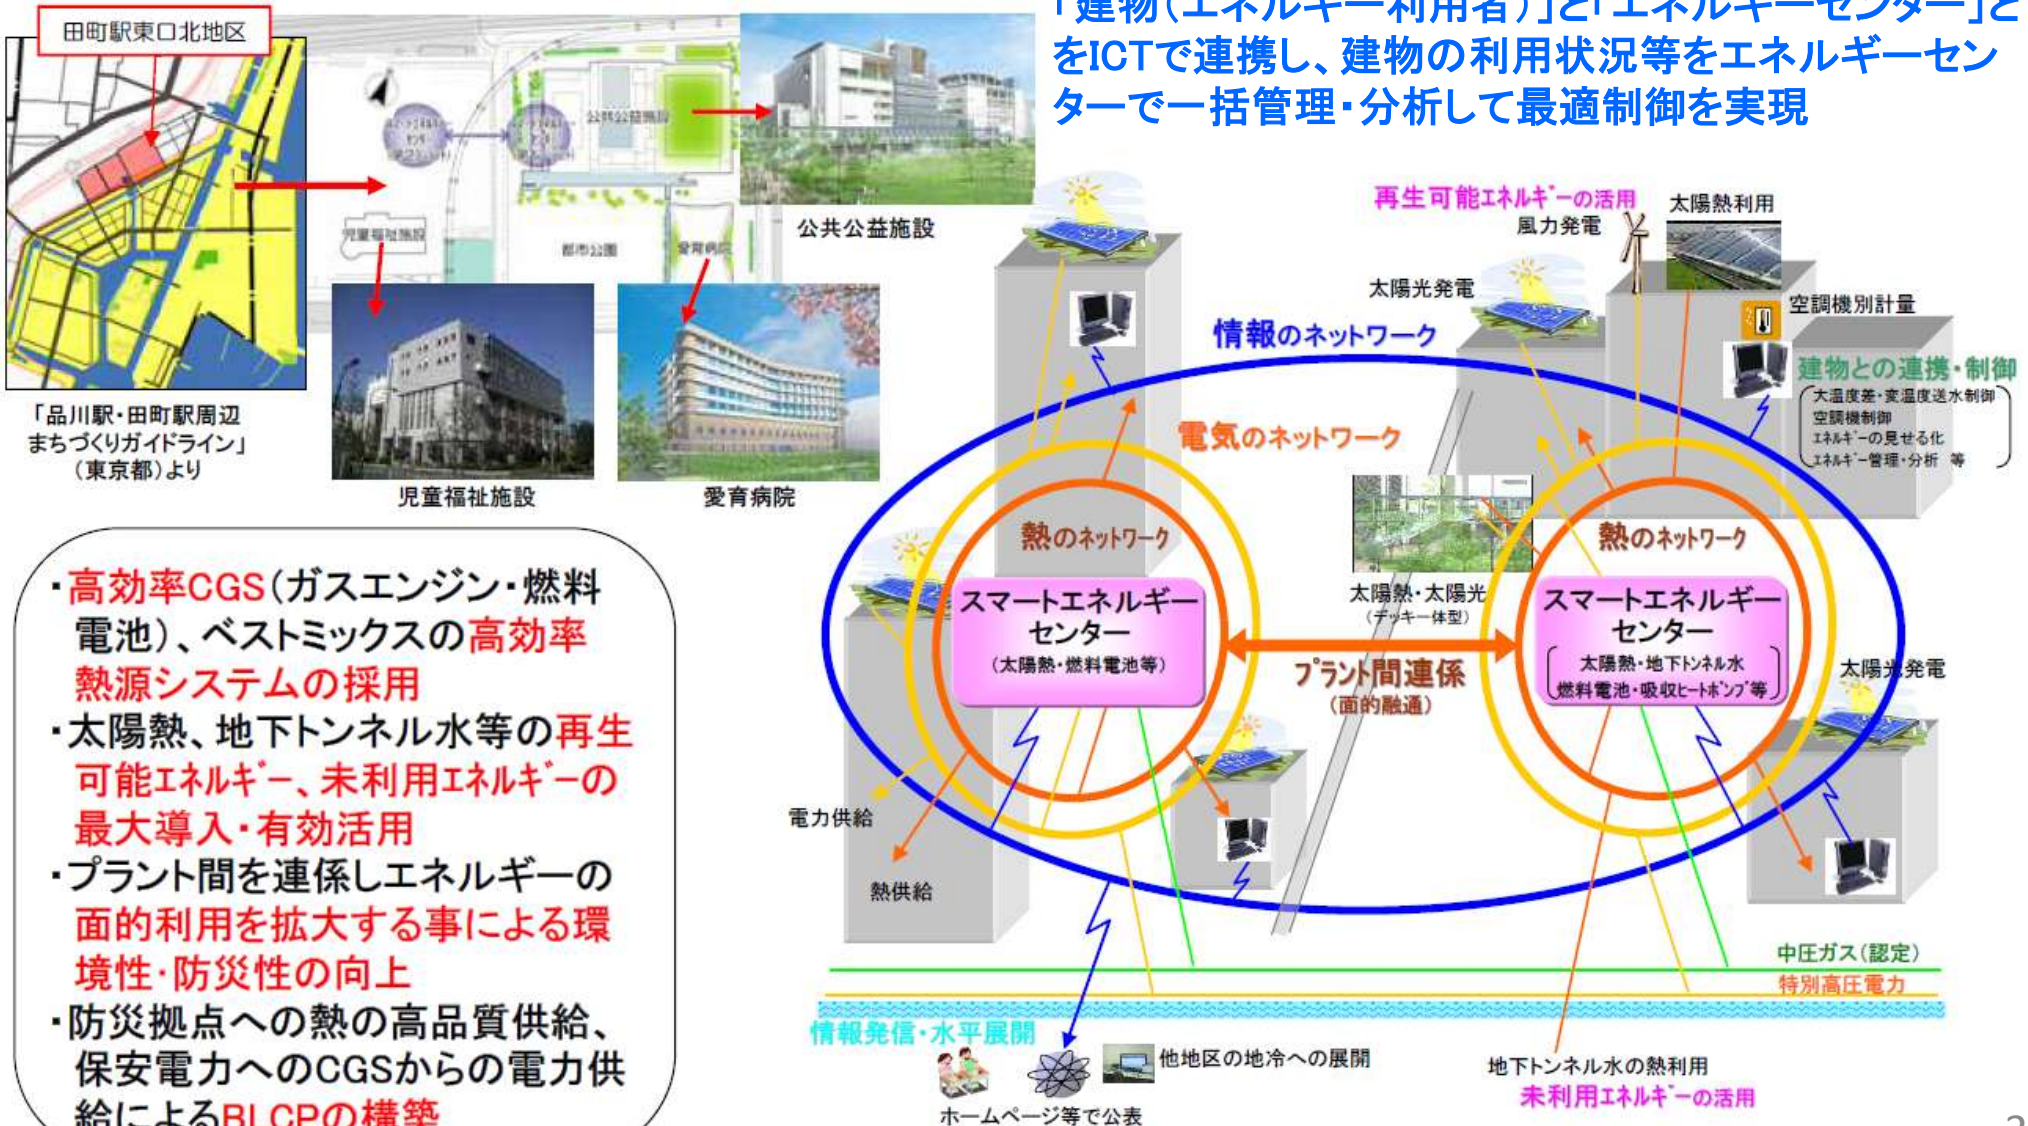 田町駅東口北地区
公共公益施設
児童福祉施設
都市公園
愛育病院
公共公益施設
「品川駅・田町駅周辺
まちづくりガイドライン」
(東京都)より
児童福祉施設
愛育病院
「建物(エネルギー利用者)」と「エネルギーセンター」と
をICTで連携し、建物の利用状況等をエネルギーセン
ターで一括管理・分析して最適制御を実現
再生可能エネルギーの活用
風力発電
太陽熱利用
太陽光発電
空調機別計量
情報のネットワーク
建物との連携・制御
大温度差・変温度送水制御
空調機制御
エネルギーの見せる化
エネルギー管理・分析 等
電気のネットワーク
熱のネットワーク
熱のネットワーク
スマートエネルギー
センター
(太陽熱・燃料電池等)
太陽熱・太陽光
(デッキ一体型)
スマートエネルギー
センター
太陽熱・地下トンネル水
燃料電池・吸収ヒートポンプ等
プラント間連係
(面的融通)
太陽光発電
電力供給
熱供給
中圧ガス(認定)
特別高圧電力
情報発信・水平展開
他地区の地冷への展開
ホームページ等で公表
地下トンネル水の熱利用
未利用エネルギーの活用
・高効率CGS(ガスエンジン・燃料
電池)、ベストミックスの高効率
熱源システムの採用
・太陽熱、地下トンネル水等の再生
可能エネルギー、未利用エネルギーの
最大導入・有効活用
・プラント間を連係しエネルギーの
面的利用を拡大する事による環
境性・防災性の向上
・防災拠点への熱の高品質供給、
保安電力へのCGSからの電力供
給によるBLCPの構築